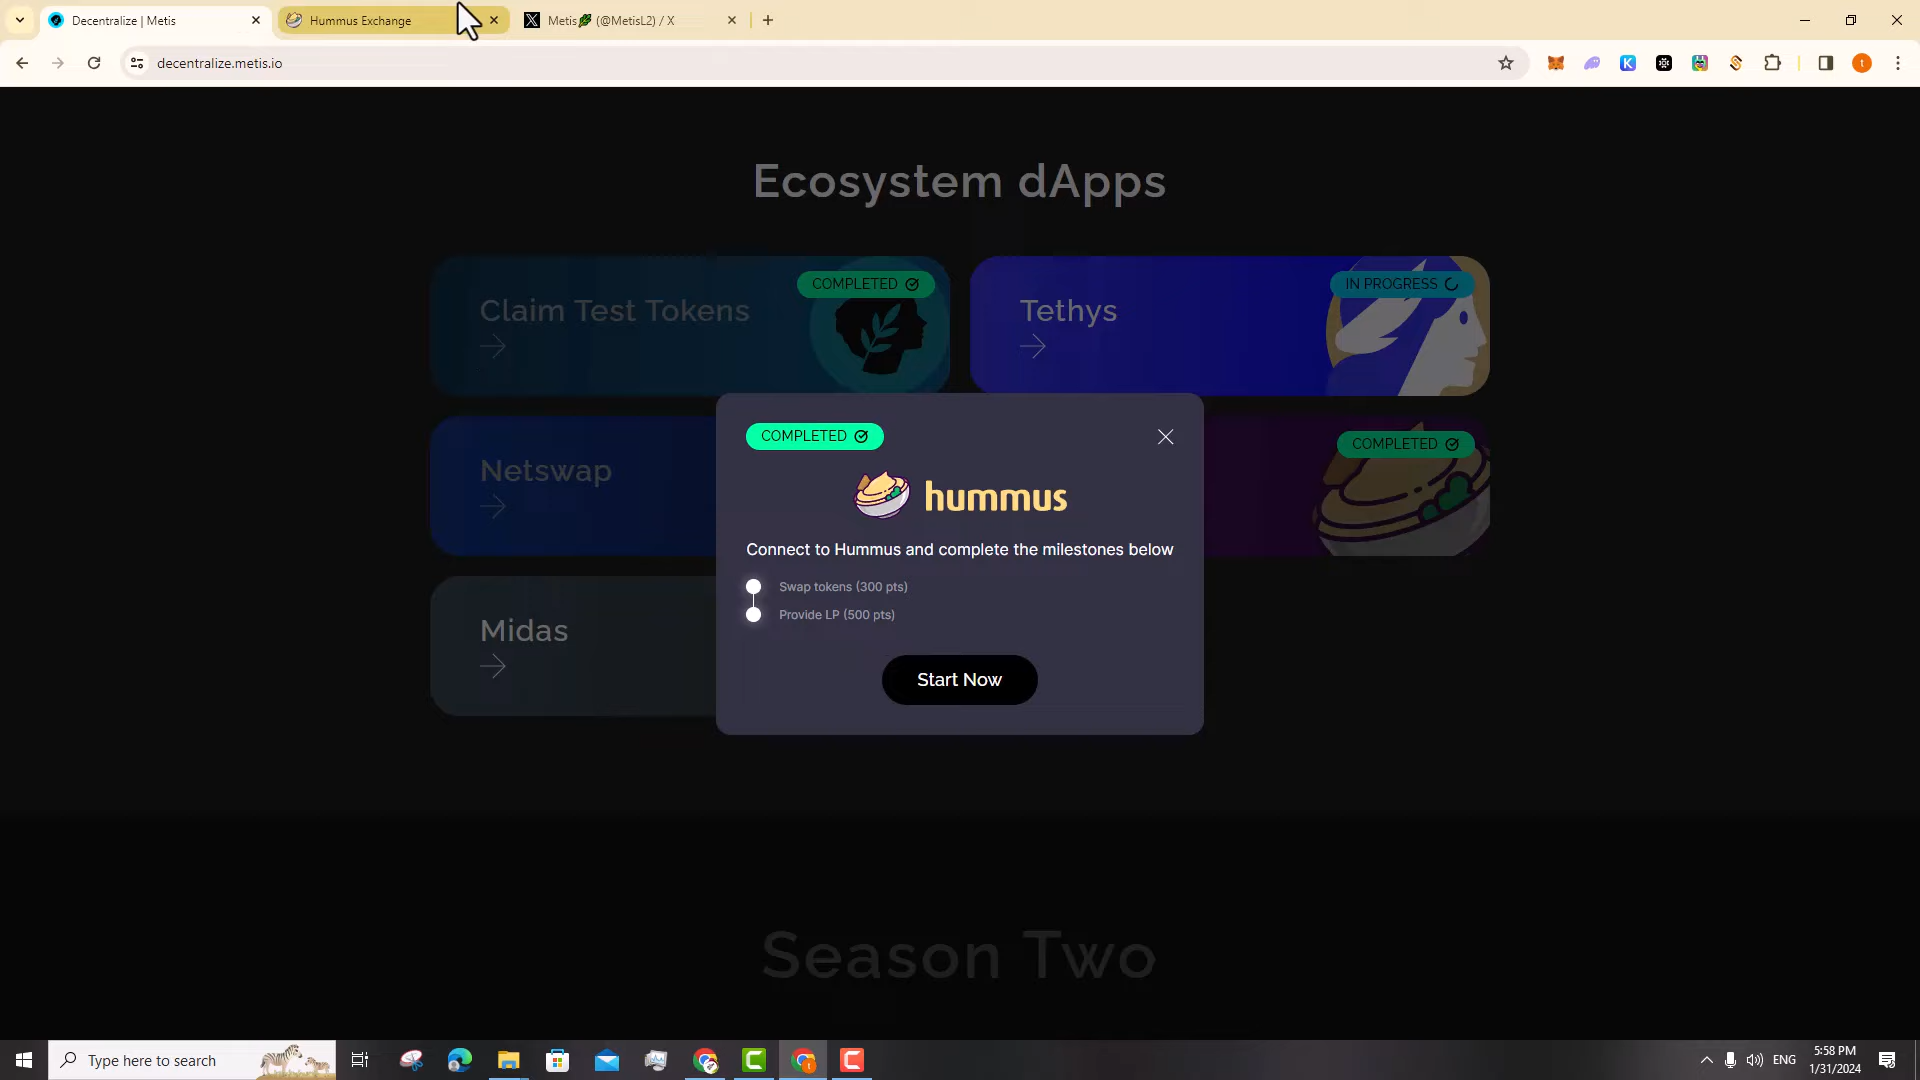 Decentralize | Metis
Hummus Exchange
Metis🌿 (@MetisL2) / X
decentralize.metis.io
Ecosystem dApps
Claim Test Tokens
COMPLETED
Tethys
IN PROGRESS
Netswap
COMPLETED
Midas
COMPLETED
hummus
Connect to Hummus and complete the milestones below
Swap tokens (300 pts)
Provide LP (500 pts)
Start Now
Season Two
Type here to search
ENG
5:58 PM
1/31/2024